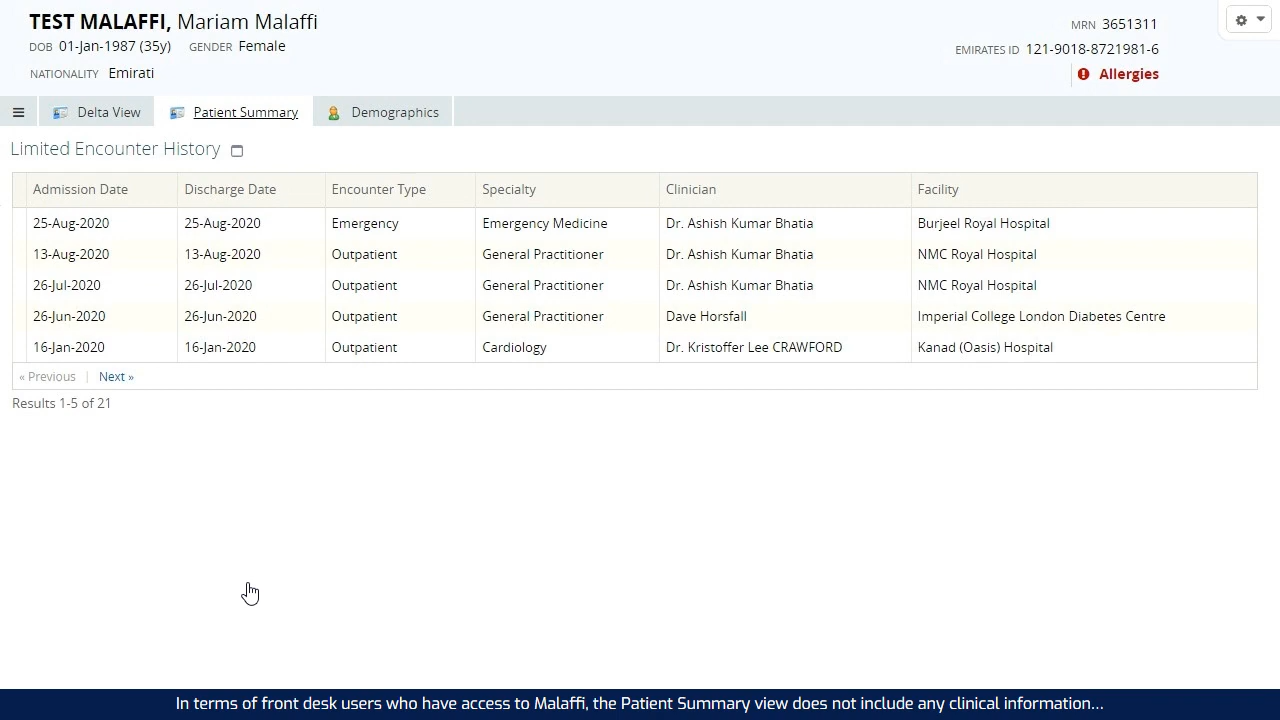 TEST MALAFFI, Mariam Malaffi
DOB 01-Jan-1987 (35y) GENDER Female
NATIONALITY Emirati
MRN 3651311
EMIRATES ID 121-9018-8721981-6
Allergies
Delta View Patient Summary Demographics
Limited Encounter History
Admission Date Discharge Date Encounter Type Specialty Clinician Facility
25-Aug-2020 25-Aug-2020 Emergency Emergency Medicine Dr. Ashish Kumar Bhatia Burjeel Royal Hospital
13-Aug-2020 13-Aug-2020 Outpatient General Practitioner Dr. Ashish Kumar Bhatia NMC Royal Hospital
26-Jul-2020 26-Jul-2020 Outpatient General Practitioner Dr. Ashish Kumar Bhatia NMC Royal Hospital
26-Jun-2020 26-Jun-2020 Outpatient General Practitioner Dave Horsfall Imperial College London Diabetes Centre
16-Jan-2020 16-Jan-2020 Outpatient Cardiology Dr. Kristoffer Lee CRAWFORD Kanad (Oasis) Hospital
« Previous | Next »
Results 1-5 of 21
In terms of front desk users who have access to Malaffi, the Patient Summary view does not include any clinical information...